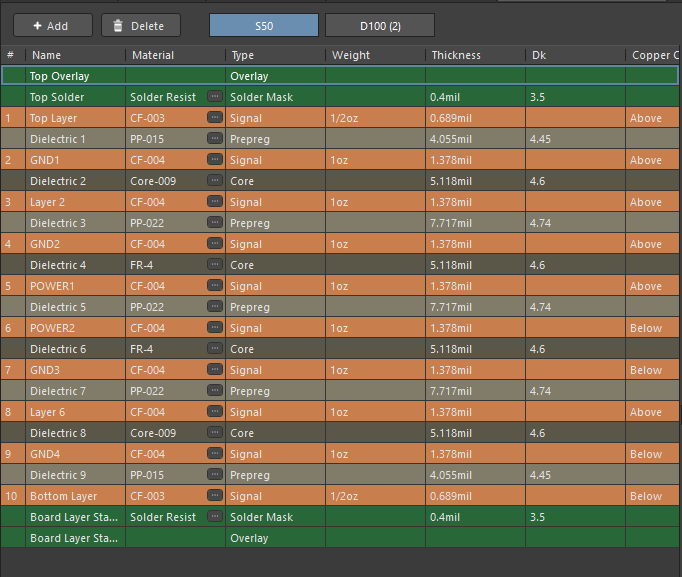 + Add Delete S50 D100 (2)
# Name Material Type Weight Thickness Dk Copper O
Top Overlay Overlay
Top Solder Solder Resist ... Solder Mask 0.4mil 3.5
1 Top Layer CF-003 ... Signal 1/2oz 0.689mil Above
Dielectric 1 PP-015 ... Prepreg 4.055mil 4.45
2 GND1 CF-004 ... Signal 1oz 1.378mil Above
Dielectric 2 Core-009 ... Core 5.118mil 4.6
3 Layer 2 CF-004 ... Signal 1oz 1.378mil Above
Dielectric 3 PP-022 ... Prepreg 7.717mil 4.74
4 GND2 CF-004 ... Signal 1oz 1.378mil Above
Dielectric 4 FR-4 ... Core 5.118mil 4.6
5 POWER1 CF-004 ... Signal 1oz 1.378mil Above
Dielectric 5 PP-022 ... Prepreg 7.717mil 4.74
6 POWER2 CF-004 ... Signal 1oz 1.378mil Below
Dielectric 6 FR-4 ... Core 5.118mil 4.6
7 GND3 CF-004 ... Signal 1oz 1.378mil Below
Dielectric 7 PP-022 ... Prepreg 7.717mil 4.74
8 Layer 6 CF-004 ... Signal 1oz 1.378mil Above
Dielectric 8 Core-009 ... Core 5.118mil 4.6
9 GND4 CF-004 ... Signal 1oz 1.378mil Below
Dielectric 9 PP-015 ... Prepreg 4.055mil 4.45
10 Bottom Layer CF-003 ... Signal 1/2oz 0.689mil Below
Board Layer Sta... Solder Resist ... Solder Mask 0.4mil 3.5
Board Layer Sta... Overlay